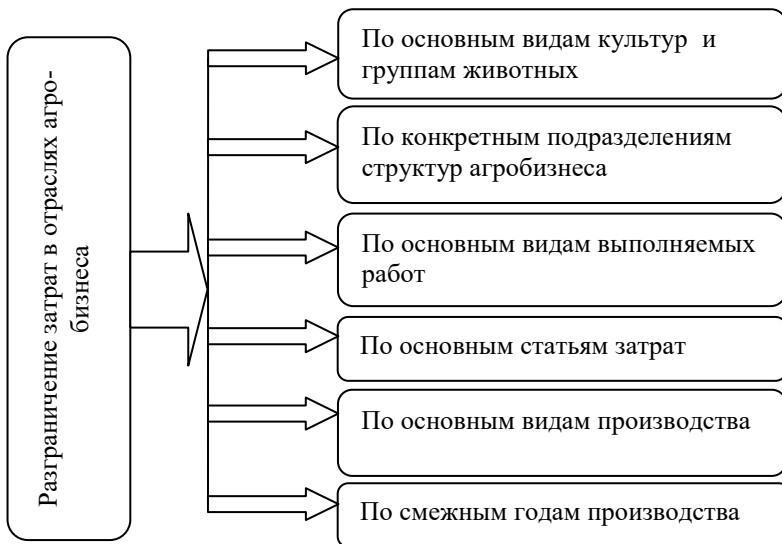 Разграничение затрат в отраслях агро-
бизнеса
По основным видам культур и
группам животных
По конкретным подразделениям
структур агробизнеса
По основным видам выполняемых
работ
По основным статьям затрат
По основным видам производства
По смежным годам производства